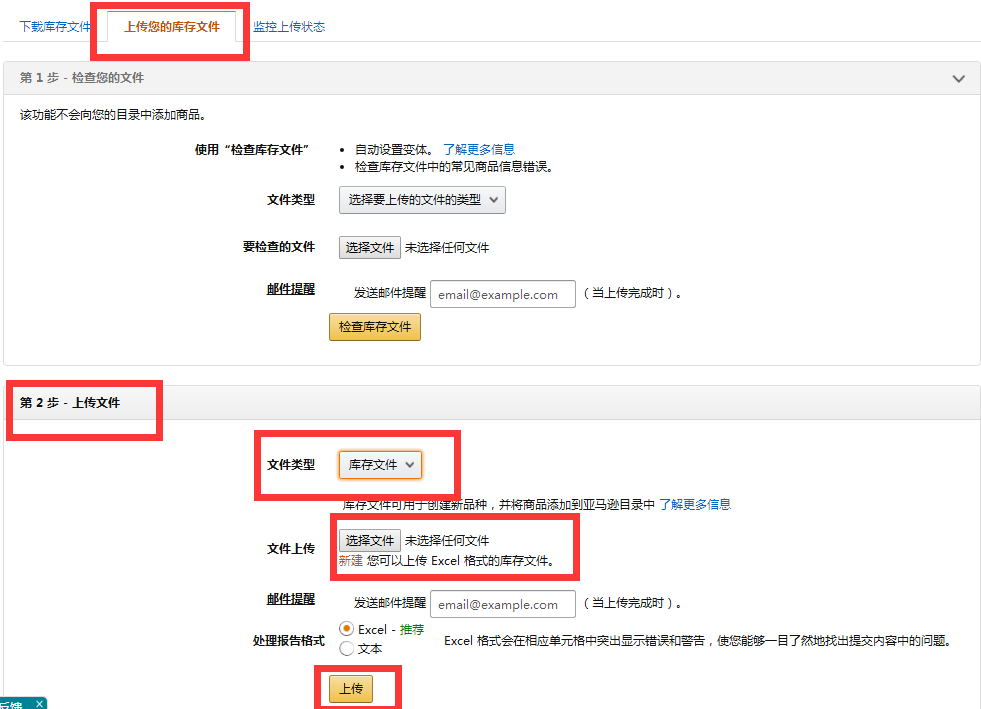 下载库存文件 上传您的库存文件 监控上传状态
第 1 步 - 检查您的文件
该功能不会向您的目录中添加商品。
使用“检查库存文件” • 自动设置变体。 了解更多信息
• 检查库存文件中的常见商品信息错误。
文件类型 选择要上传的文件的类型
要检查的文件 选择文件 未选择任何文件
邮件提醒 发送邮件提醒 email@example.com （当上传完成时）。
检查库存文件
第 2 步 - 上传文件
文件类型 库存文件
库存文件可用于创建新品种，并将商品添加到亚马逊目录中 了解更多信息
文件上传 选择文件 未选择任何文件
新建 您可以上传 Excel 格式的库存文件。
邮件提醒 发送邮件提醒 email@example.com （当上传完成时）。
处理报告格式 Excel - 推荐 Excel 格式会在相应单元格中突出显示错误和警告，使您能够一目了然地找出提交内容中的问题。
文本
上传
反馈 ×